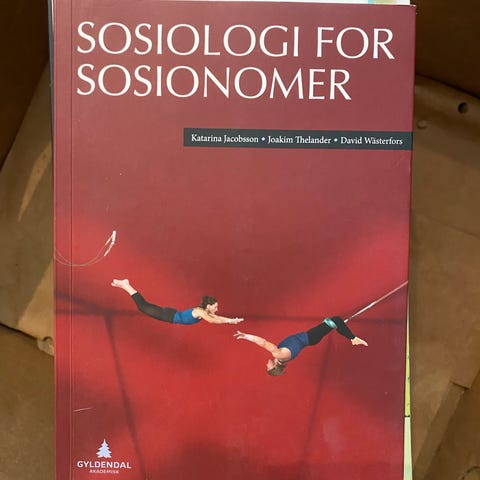 SOSIOLOGI FOR
SOSIONOMER
Katarina Jacobsson • Joakim Thelander • David Wästerfors
GYLDENDAL
AKADEMISK